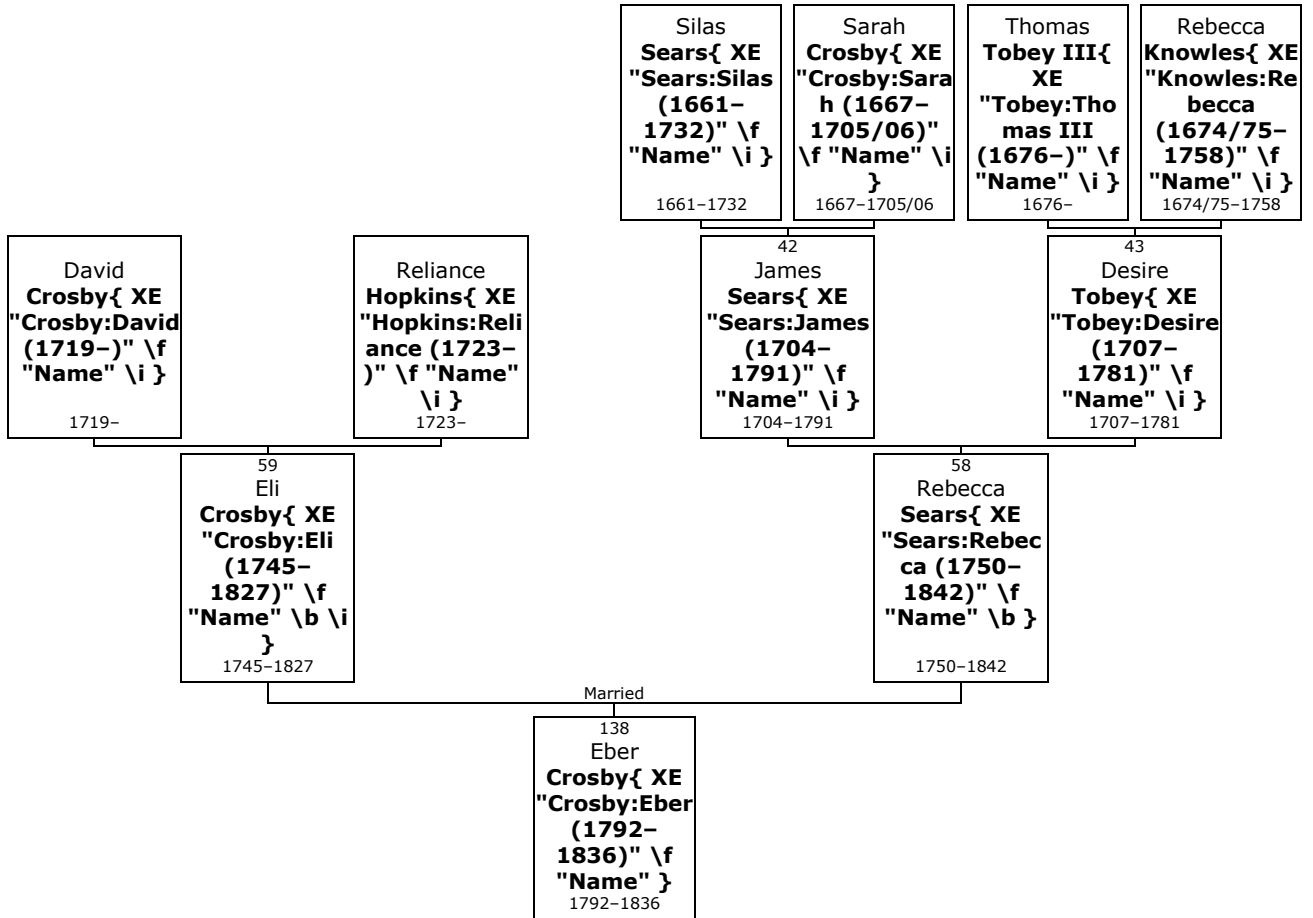 Silas
Sears{ XE
"Sears:Silas
(1661–
1732)" \f
"Name" \i }
1661–1732
Sarah
Crosby{ XE
"Crosby:Sara
h (1667–
1705/06)"
\f "Name" \i
}
1667–1705/06
Thomas
Tobey III{
XE
"Tobey:Tho
mas III
(1676–)" \f
"Name" \i }
1676–
Rebecca
Knowles{ XE
"Knowles:Re
becca
(1674/75–
1758)" \f
"Name" \i }
1674/75–1758
David
Crosby{ XE
"Crosby:David
(1719–)" \f
"Name" \i }
1719–
Reliance
Hopkins{ XE
"Hopkins:Reli
ance (1723–
)" \f "Name"
\i }
1723–
42
James
Sears{ XE
"Sears:James
(1704–
1791)" \f
"Name" \i }
1704–1791
43
Desire
Tobey{ XE
"Tobey:Desire
(1707–
1781)" \f
"Name" \i }
1707–1781
59
Eli
Crosby{ XE
"Crosby:Eli
(1745–
1827)" \f
"Name" \b \i
}
1745–1827
58
Rebecca
Sears{ XE
"Sears:Rebec
ca (1750–
1842)" \f
"Name" \b }
1750–1842
Married
138
Eber
Crosby{ XE
"Crosby:Eber
(1792–
1836)" \f
"Name" }
1792–1836